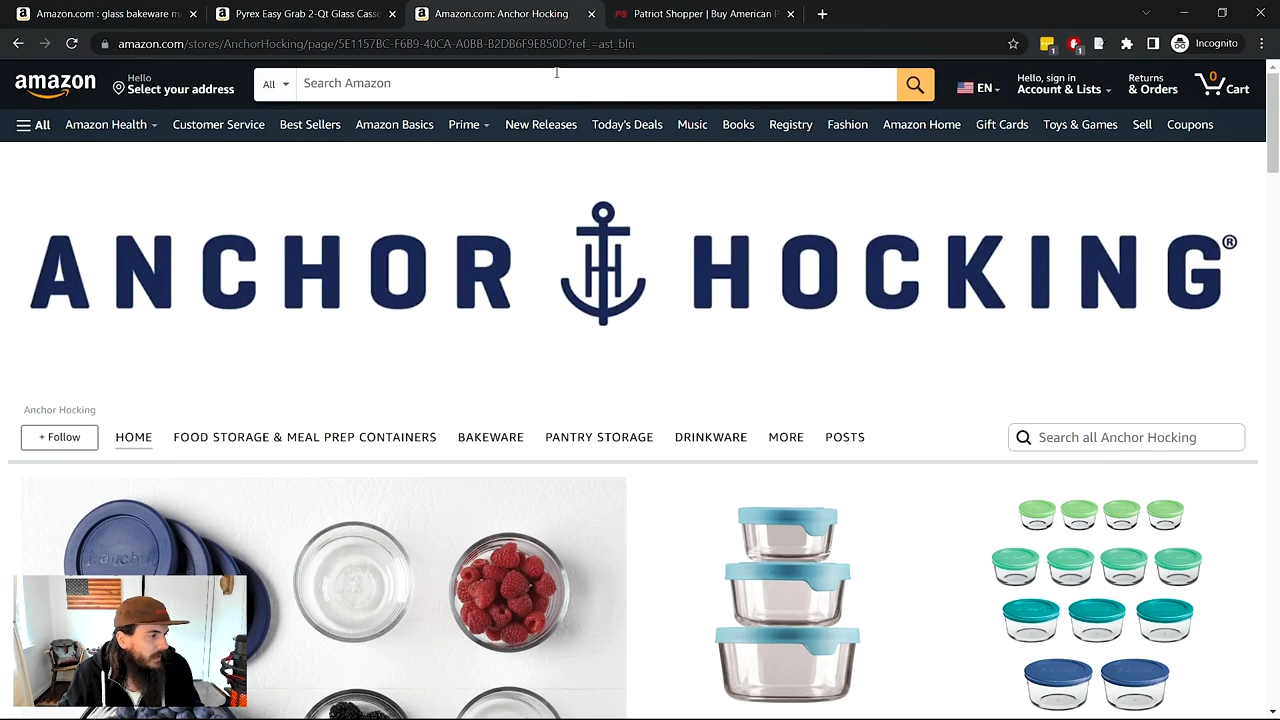 Amazon.com : glass bakeware m
Pyrex Easy Grab 2-Qt Glass Cass
Amazon.com: Anchor Hocking
PS Patriot Shopper | Buy American P
amazon.com/stores/AnchorHocking/page/5E1157BC-F6B9-40CA-A0BB-B2DB6F9E850D?ref_=ast_bln
1
1
Incognito
amazon
Hello
Select your ad
All
Search Amazon
EN
Hello, sign in
Account & Lists
Returns
& Orders
0
Cart
All
Amazon Health
Customer Service
Best Sellers
Amazon Basics
Prime
New Releases
Today's Deals
Music
Books
Registry
Fashion
Amazon Home
Gift Cards
Toys & Games
Sell
Coupons
ANCHOR HOCKING®
Anchor Hocking
+ Follow
HOME
FOOD STORAGE & MEAL PREP CONTAINERS
BAKEWARE
PANTRY STORAGE
DRINKWARE
MORE
POSTS
Search all Anchor Hocking